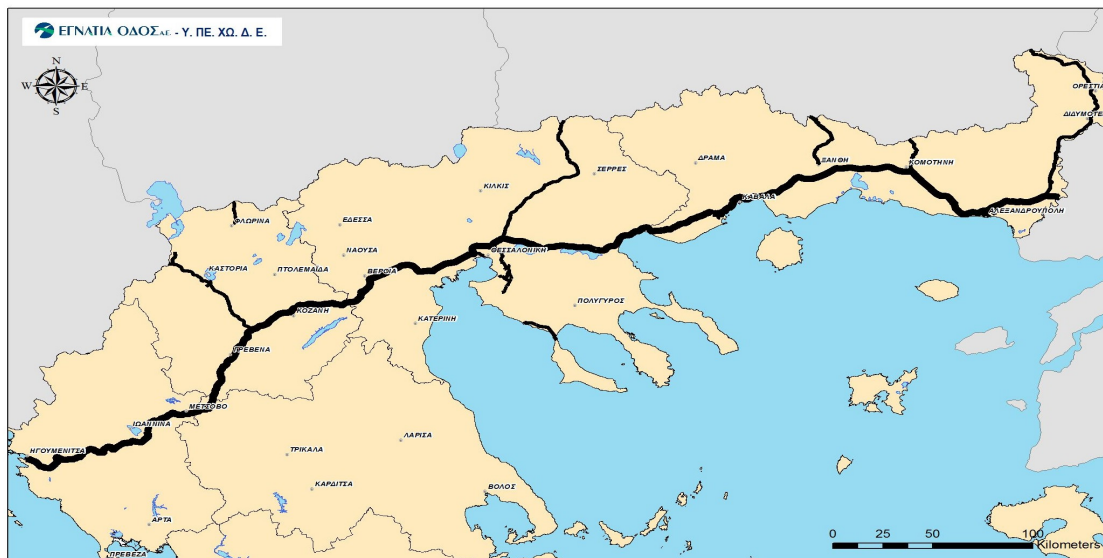 ΕΓΝΑΤΙΑ ΟΔΟΣ Α.Ε. - Υ. ΠΕ. ΧΩ. Δ. Ε.
N
W E
S
ΟΡΕΣΤΙΑ
ΔΙΔΥΜΟΤΕ
ΔΡΑΜΑ
ΞΑΝΘΗ
ΚΟΜΟΤΗΝΗ
ΣΕΡΡΕΣ
ΚΙΛΚΙΣ
ΚΑΒΑΛΑ
ΑΛΕΞΑΝΔΡΟΥΠΟΛΗ
ΦΛΩΡΙΝΑ
ΕΔΕΣΣΑ
ΝΑΟΥΣΑ
ΘΕΣΣΑΛΟΝΙΚΗ
ΚΑΣΤΟΡΙΑ
ΠΤΟΛΕΜΑΙΔΑ
ΒΕΡΟΙΑ
ΠΟΛΥΓΥΡΟΣ
ΚΟΖΑΝΗ
ΚΑΤΕΡΙΝΗ
ΓΡΕΒΕΝΑ
ΜΕΤΣΟΒΟ
ΙΩΑΝΝΙΝΑ
ΛΑΡΙΣΑ
ΗΓΟΥΜΕΝΙΤΣΑ
ΤΡΙΚΑΛΑ
ΚΑΡΔΙΤΣΑ
ΒΟΛΟΣ
ΑΡΤΑ
ΠΡΕΒΕΖΑ
0 25 50 100
Kilometers